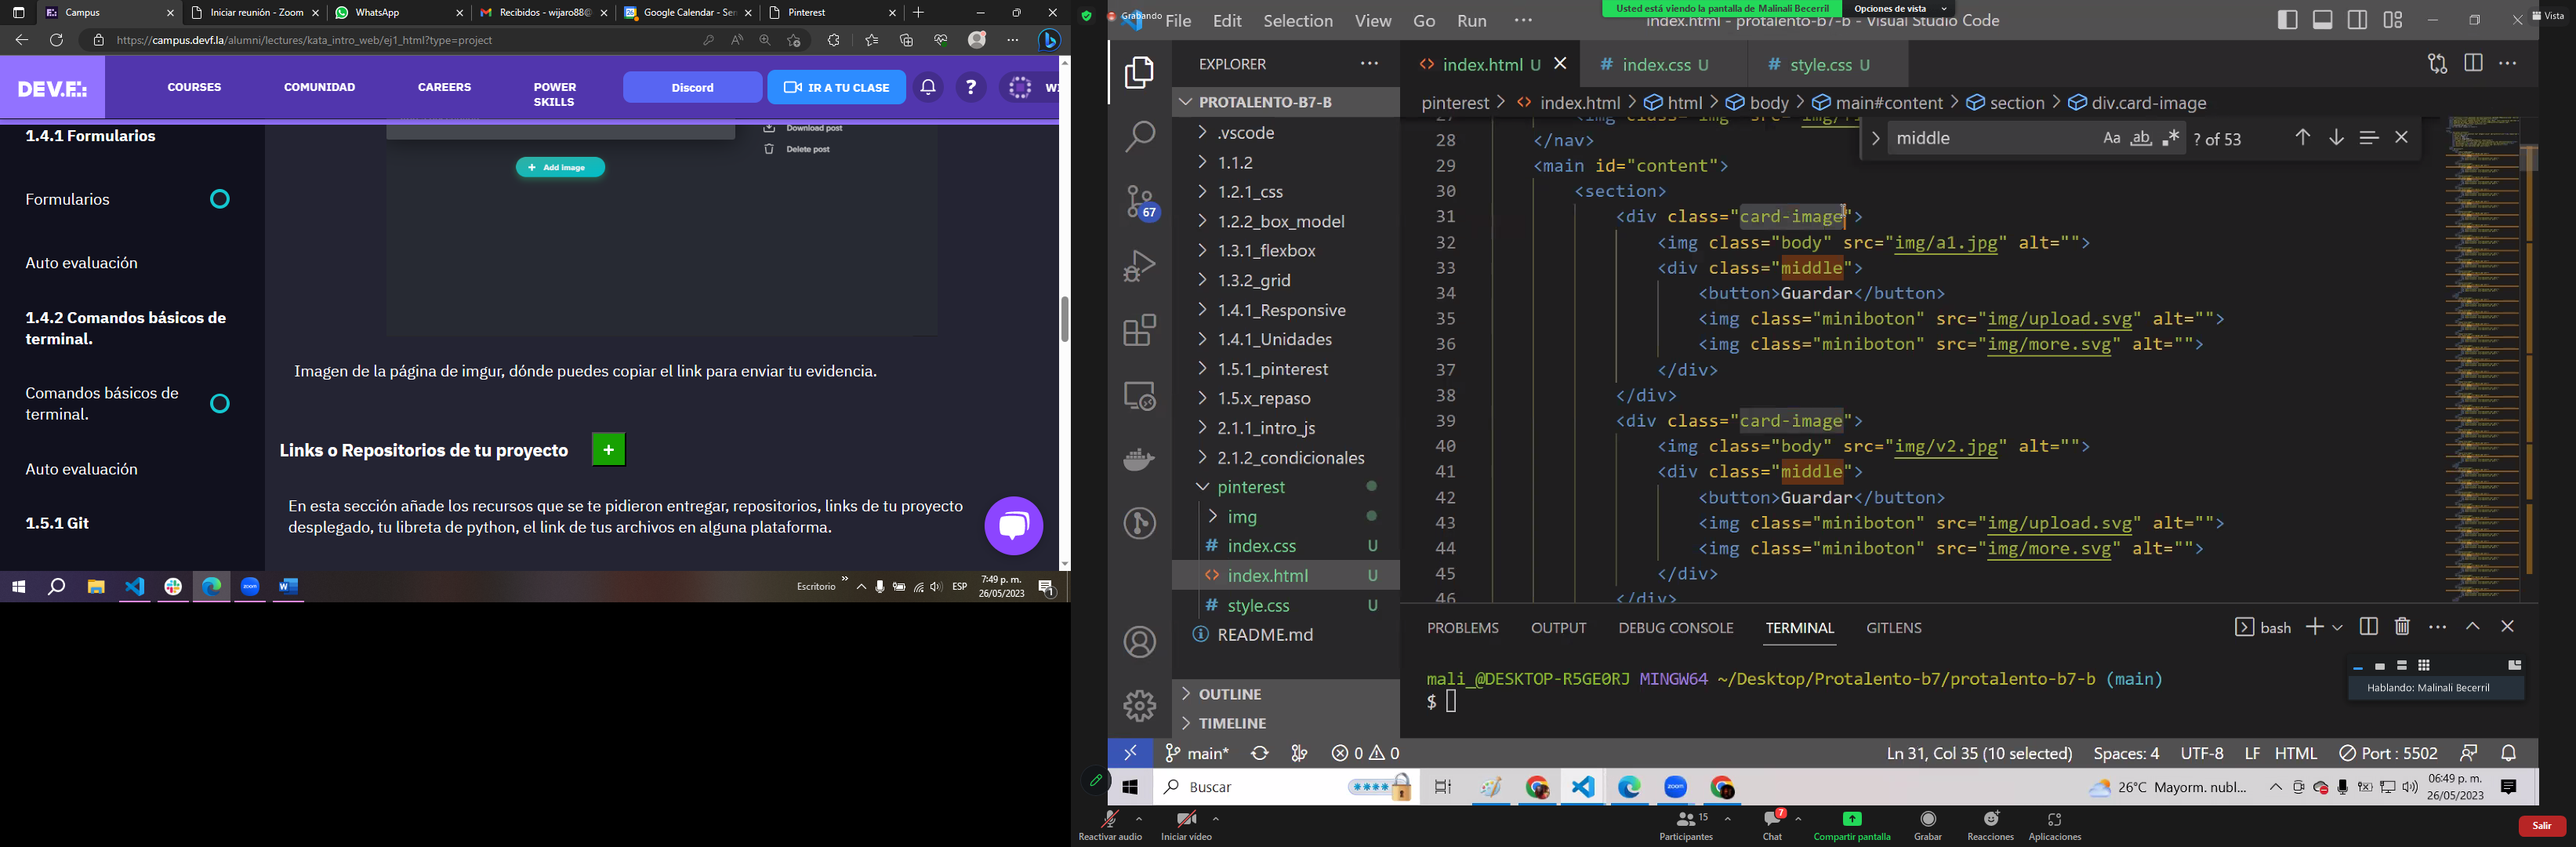 Campus
Iniciar reunión - Zoom
WhatsApp
Recibidos - wijaro88@
Google Calendar - Sen
Pinterest
https://campus.devf.la/alumni/lectures/kata_intro_web/ej1_html?type=project
DEV.F.:
COURSES
COMUNIDAD
CAREERS
POWER
SKILLS
Discord
IR A TU CLASE
?
1.4.1 Formularios
Formularios
Auto evaluación
1.4.2 Comandos básicos de
terminal.
Comandos básicos de
terminal.
Auto evaluación
1.5.1 Git
Download post
Delete post
+ Add Image
Imagen de la página de imgur, dónde puedes copiar el link para enviar tu evidencia.
Links o Repositorios de tu proyecto
+
En esta sección añade los recursos que se te pidieron entregar, repositorios, links de tu proyecto
desplegado, tu libreta de python, el link de tus archivos en alguna plataforma.
Escritorio
ESP
7:49 p. m.
26/05/2023
1
Grabando
File Edit Selection View Go Run ···
Usted está viendo la pantalla de Malinali Becerril
Opciones de vista
index.html - protalento-b7-b - Visual Studio Code
Vista
EXPLORER
PROTALENTO-B7-B
.vscode
1.1.2
1.2.1_css
1.2.2_box_model
1.3.1_flexbox
1.3.2_grid
1.4.1_Responsive
1.4.1_Unidades
1.5.1_pinterest
1.5.x_repaso
2.1.1_intro_js
2.1.2_condicionales
pinterest
img
# index.css U
<> index.html U
# style.css U
README.md
OUTLINE
TIMELINE
67
<> index.html U
# index.css U
# style.css U
pinterest > <> index.html > html > body > main#content > section > div.card-image
middle
Aa ab .* ? of 53
28 </nav>
29 <main id="content">
30 <section>
31 <div class="card-image">
32 <img class="body" src="img/a1.jpg" alt="">
33 <div class="middle">
34 <button>Guardar</button>
35 <img class="miniboton" src="img/upload.svg" alt="">
36 <img class="miniboton" src="img/more.svg" alt="">
37 </div>
38 </div>
39 <div class="card-image">
40 <img class="body" src="img/v2.jpg" alt="">
41 <div class="middle">
42 <button>Guardar</button>
43 <img class="miniboton" src="img/upload.svg" alt="">
44 <img class="miniboton" src="img/more.svg" alt="">
45 </div>
46 </div>
PROBLEMS OUTPUT DEBUG CONSOLE TERMINAL GITLENS
bash
mali_@DESKTOP-R5GE0RJ MINGW64 ~/Desktop/Protalento-b7/protalento-b7-b (main)
$
Hablando: Malinali Becerril
main*
0 0
Ln 31, Col 35 (10 selected) Spaces: 4 UTF-8 LF HTML Port : 5502
Buscar
26°C Mayorm. nubl...
06:49 p. m.
26/05/2023
Reactivar audio
Iniciar video
15
Participantes
7
Chat
Compartir pantalla
Grabar
Reacciones
Aplicaciones
Salir